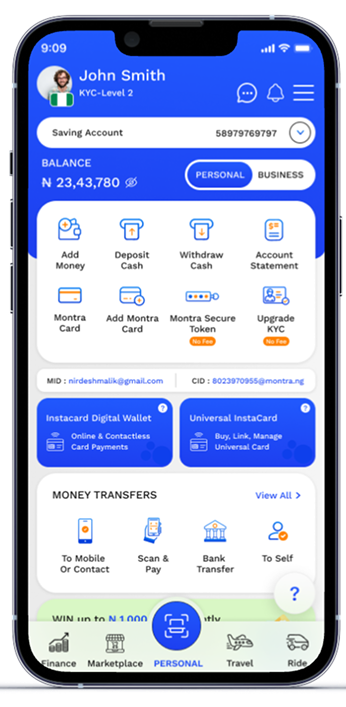 9:09
John Smith
KYC-Level 2
Saving Account 58979769797
BALANCE
₦ 23,43,780
PERSONAL BUSINESS
Add
Money
Deposit
Cash
Withdraw
Cash
Account
Statement
Montra
Card
Add Montra
Card
Montra Secure
Token
No Fee
Upgrade
KYC
No Fee
MID : nirdeshmalik@gmail.com CID : 8023970955@montra.ng
Instacard Digital Wallet ?
Online & Contactless
Card Payments
Universal InstaCard ?
Buy, Link, Manage
Universal Card
MONEY TRANSFERS View All >
To Mobile
Or Contact
Scan &
Pay
Bank
Transfer
To Self
?
WIN up to ₦ 1,000
Finance Marketplace PERSONAL Travel Ride